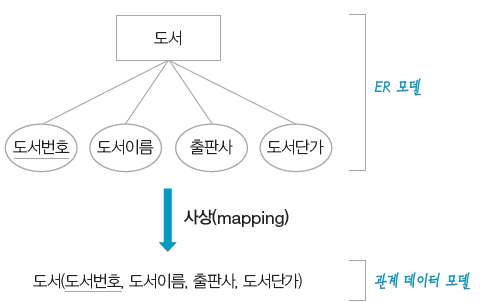 도서
ER 모델
도서번호 도서이름 출판사 도서단가
사상(mapping)
도서(도서번호, 도서이름, 출판사, 도서단가)
관계 데이터 모델